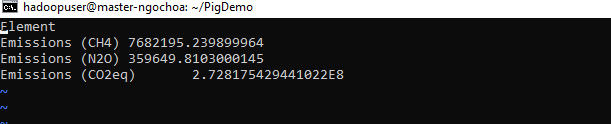 hadoopuser@master-ngochoa: ~/PigDemo
Element
Emissions (CH4) 7682195.239899964
Emissions (N2O) 359649.8103000145
Emissions (CO2eq)       2.728175429441022E8
~
~
~